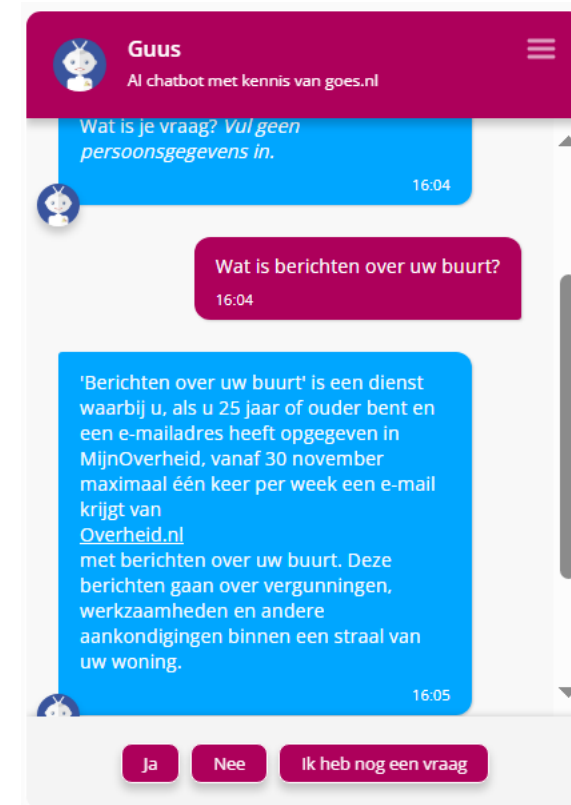 Guus
AI chatbot met kennis van goes.nl
Wat is je vraag? Vul geen
persoonsgegevens in.
16:04
Wat is berichten over uw buurt?
16:04
'Berichten over uw buurt' is een dienst
waarbij u, als u 25 jaar of ouder bent en
een e-mailadres heeft opgegeven in
MijnOverheid, vanaf 30 november
maximaal één keer per week een e-mail
krijgt van
Overheid.nl
met berichten over uw buurt. Deze
berichten gaan over vergunningen,
werkzaamheden en andere
aankondigingen binnen een straal van
uw woning.
16:05
Ja Nee Ik heb nog een vraag